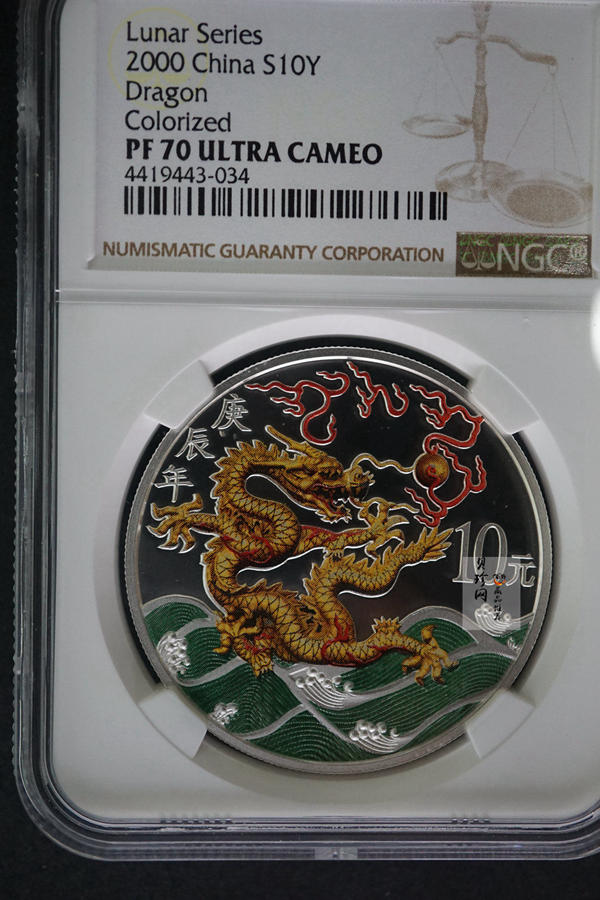 Lunar Series
2000 China S10Y
Dragon
Colorized
PF 70 ULTRA CAMEO
4419443-034
NUMISMATIC GUARANTY CORPORATION
NGC®
庚辰年
10元